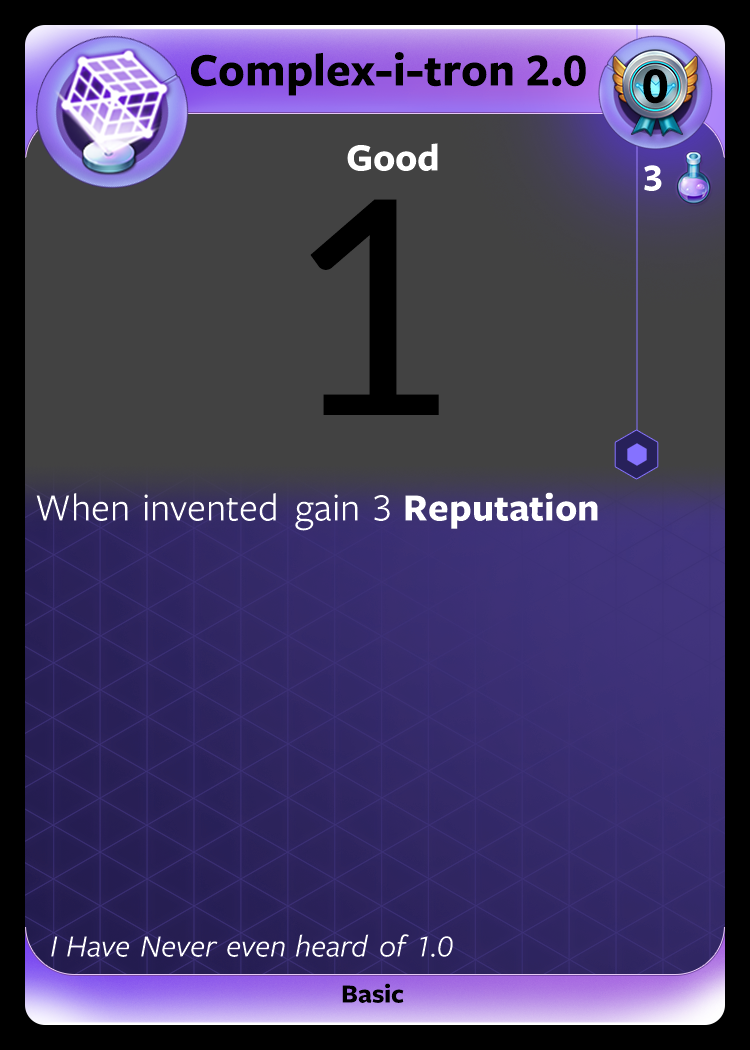 Complex-i-tron 2.0
0
Good
3
1
When invented gain 3 Reputation
I Have Never even heard of 1.0
Basic